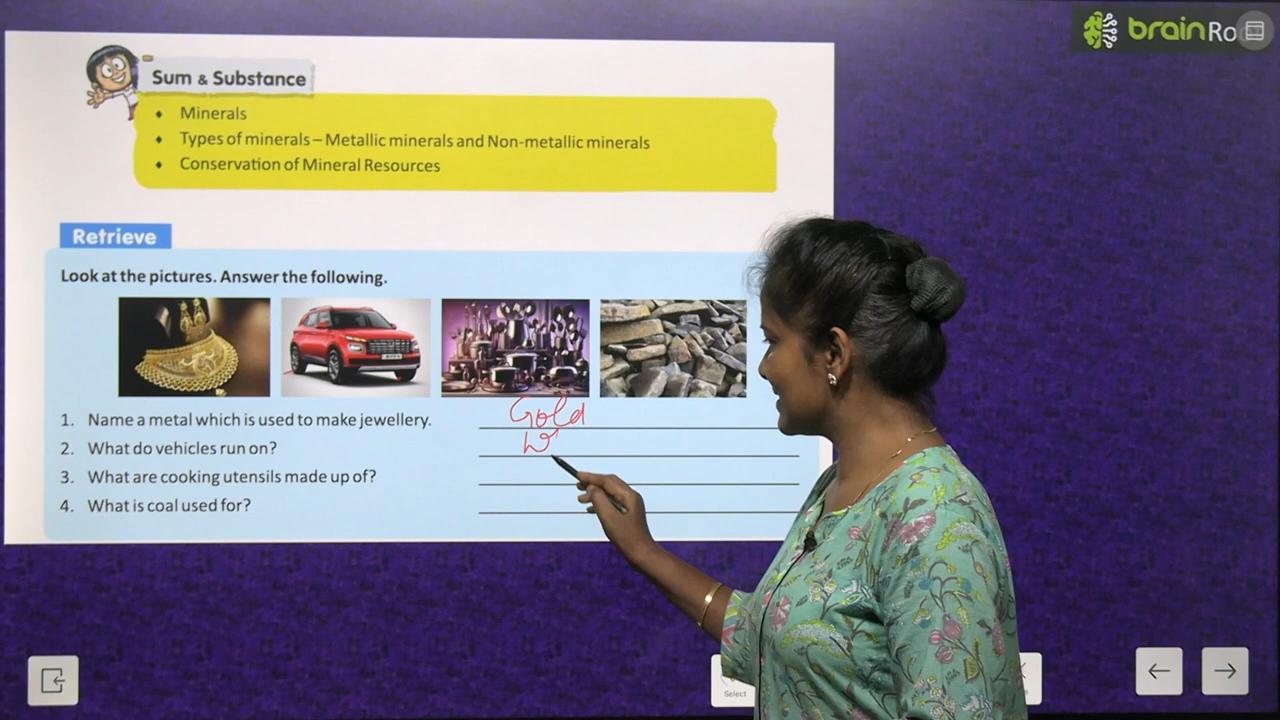 brainRo
Sum & Substance
♦ Minerals
♦ Types of minerals – Metallic minerals and Non-metallic minerals
♦ Conservation of Mineral Resources
Retrieve
Look at the pictures. Answer the following.
1. Name a metal which is used to make jewellery. Gold
2. What do vehicles run on?
3. What are cooking utensils made up of?
4. What is coal used for?
Select